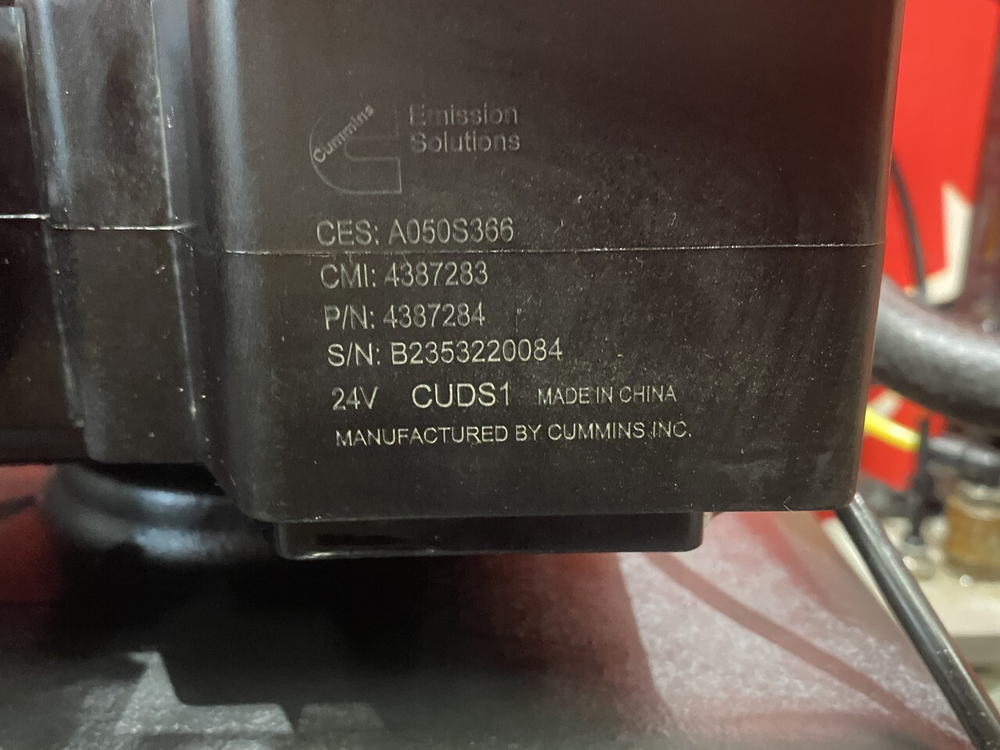 Cummins
Emission
Solutions
CES: A050S366
CMI: 4387283
P/N: 4387284
S/N: B2353220084
24V CUDS1 MADE IN CHINA
MANUFACTURED BY CUMMINS INC.